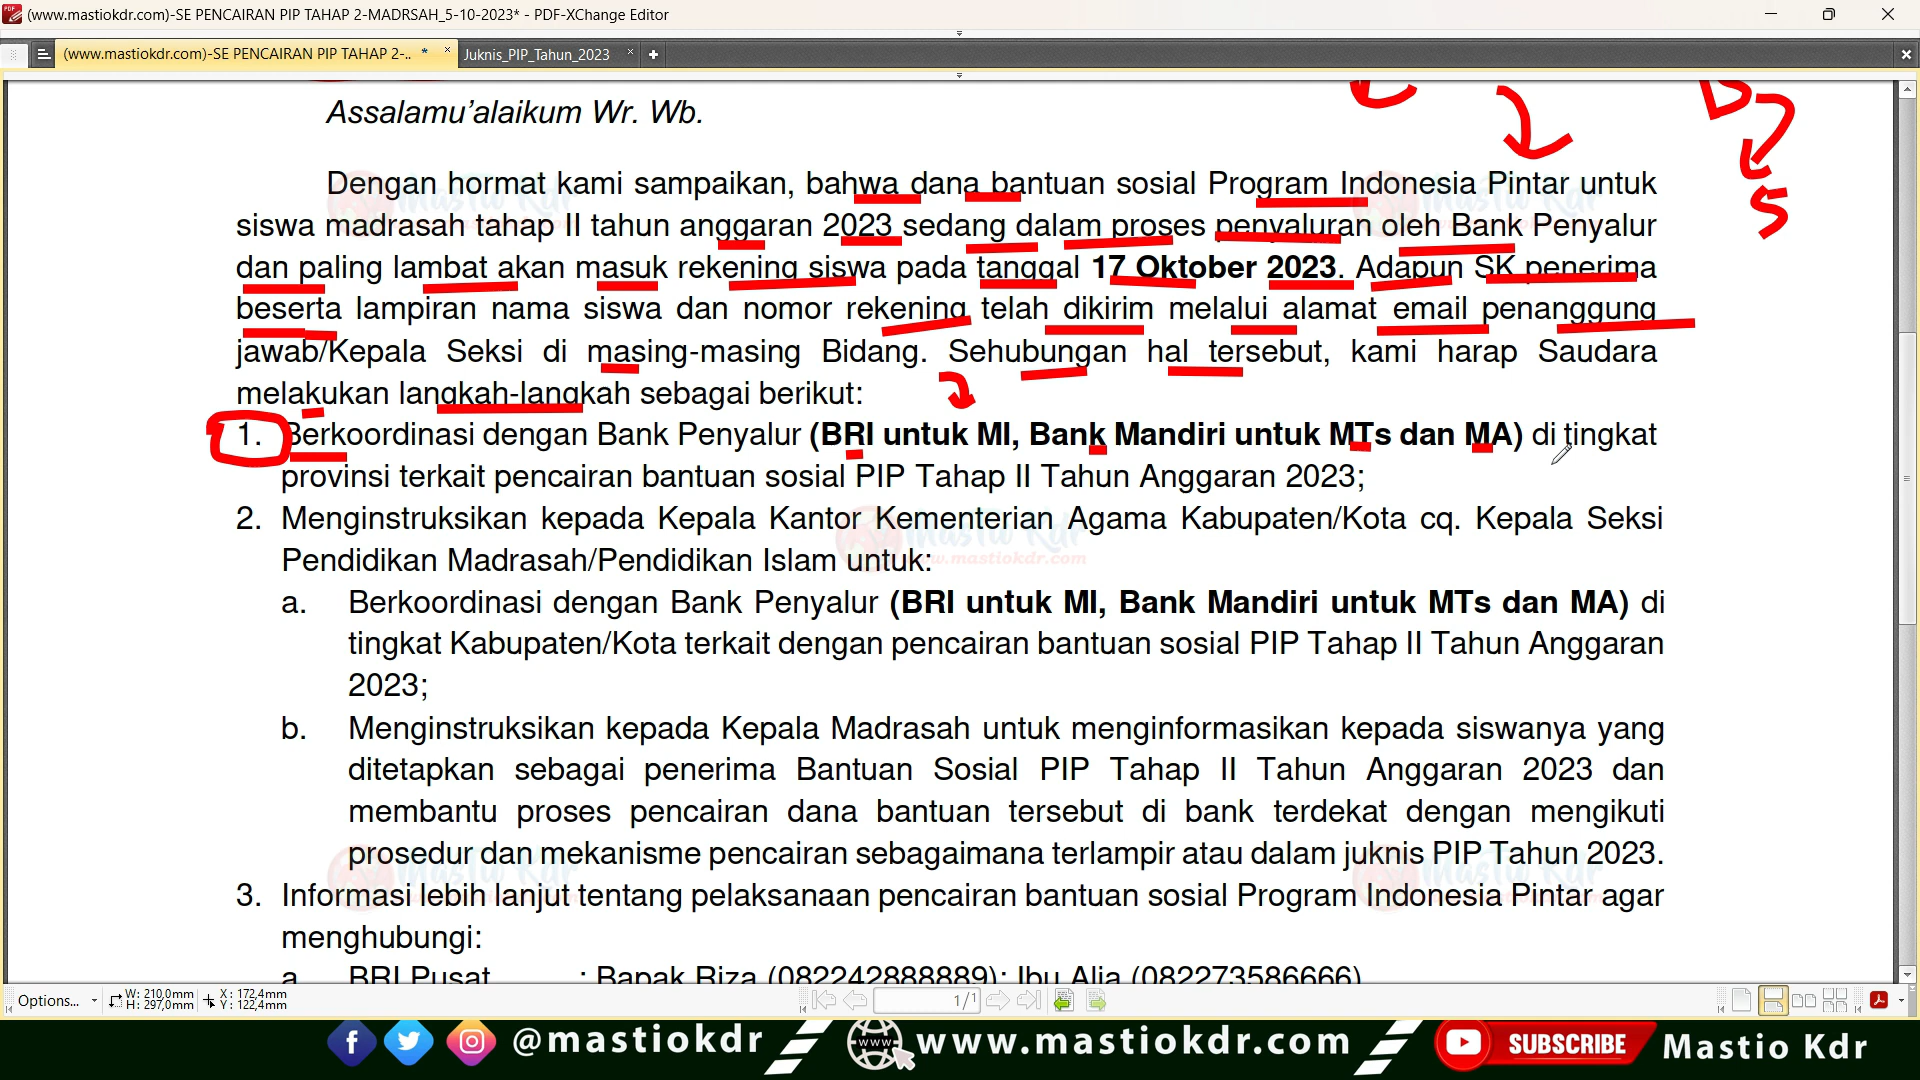 (www.mastiokdr.com)-SE PENCAIRAN PIP TAHAP 2-MADRSAH_5-10-2023* - PDF-XChange Editor
(www.mastiokdr.com)-SE PENCAIRAN PIP TAHAP 2-.. * Juknis_PIP_Tahun_2023
Assalamu'alaikum Wr. Wb.
Dengan hormat kami sampaikan, bahwa dana bantuan sosial Program Indonesia Pintar untuk
siswa madrasah tahap II tahun anggaran 2023 sedang dalam proses penyaluran oleh Bank Penyalur
dan paling lambat akan masuk rekening siswa pada tanggal 17 Oktober 2023. Adapun SK penerima
beserta lampiran nama siswa dan nomor rekening telah dikirim melalui alamat email penanggung
jawab/Kepala Seksi di masing-masing Bidang. Sehubungan hal tersebut, kami harap Saudara
melakukan langkah-langkah sebagai berikut:
1. Berkoordinasi dengan Bank Penyalur (BRI untuk MI, Bank Mandiri untuk MTs dan MA) di tingkat
provinsi terkait pencairan bantuan sosial PIP Tahap II Tahun Anggaran 2023;
2. Menginstruksikan kepada Kepala Kantor Kementerian Agama Kabupaten/Kota cq. Kepala Seksi
Pendidikan Madrasah/Pendidikan Islam untuk:
a. Berkoordinasi dengan Bank Penyalur (BRI untuk MI, Bank Mandiri untuk MTs dan MA) di
tingkat Kabupaten/Kota terkait dengan pencairan bantuan sosial PIP Tahap II Tahun Anggaran
2023;
b. Menginstruksikan kepada Kepala Madrasah untuk menginformasikan kepada siswanya yang
ditetapkan sebagai penerima Bantuan Sosial PIP Tahap II Tahun Anggaran 2023 dan
membantu proses pencairan dana bantuan tersebut di bank terdekat dengan mengikuti
prosedur dan mekanisme pencairan sebagaimana terlampir atau dalam juknis PIP Tahun 2023.
3. Informasi lebih lanjut tentang pelaksanaan pencairan bantuan sosial Program Indonesia Pintar agar
menghubungi:
a BRI Pusat : Bapak Riza (082242888889); Ibu Alia (082273586666)
Options... W: 210,0mm X: 172,4mm 1/1
H: 297,0mm Y: 122,4mm
@mastiokdr www.mastiokdr.com SUBSCRIBE Mastio Kdr